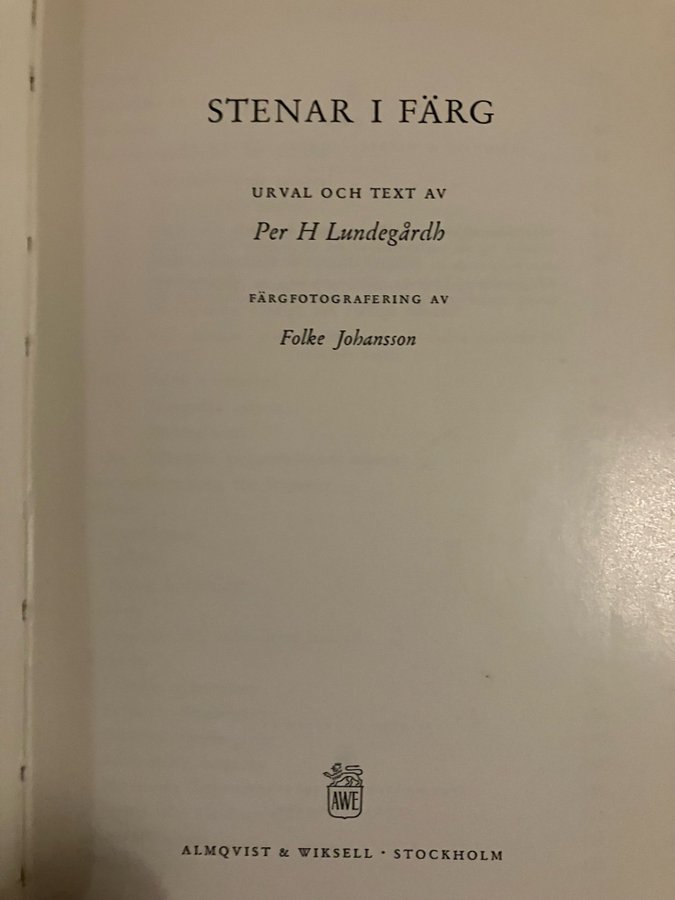 STENAR I FÄRG
URVAL OCH TEXT AV
Per H Lundegårdh
FÄRGFOTOGRAFERING AV
Folke Johansson
AWE
ALMQVIST & WIKSELL · STOCKHOLM